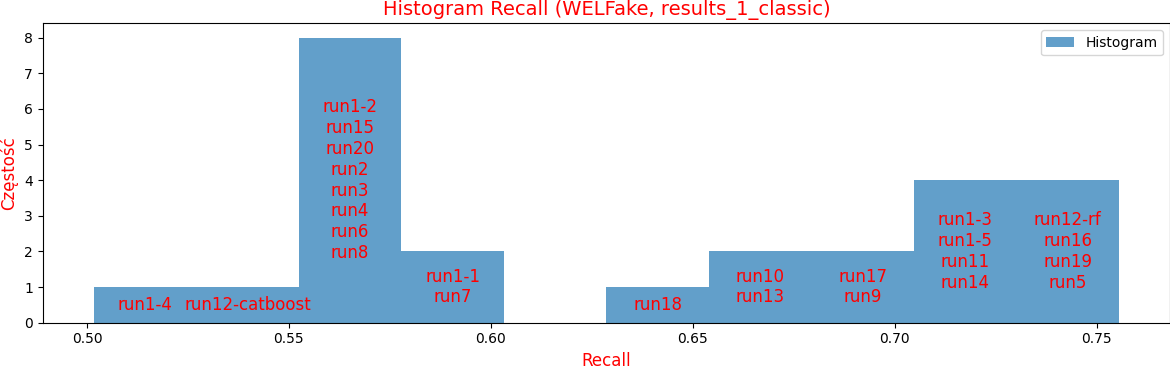 Histogram Recall (WELFake, results_1_classic)
Histogram
8
7
6
5
4
3
2
1
0
Częstość
run1-4
run12-catboost
run1-2
run15
run20
run2
run3
run4
run6
run8
run1-1
run7
run18
run10
run13
run17
run9
run1-3
run1-5
run11
run14
run12-rf
run16
run19
run5
0.50
0.55
0.60
0.65
0.70
0.75
Recall